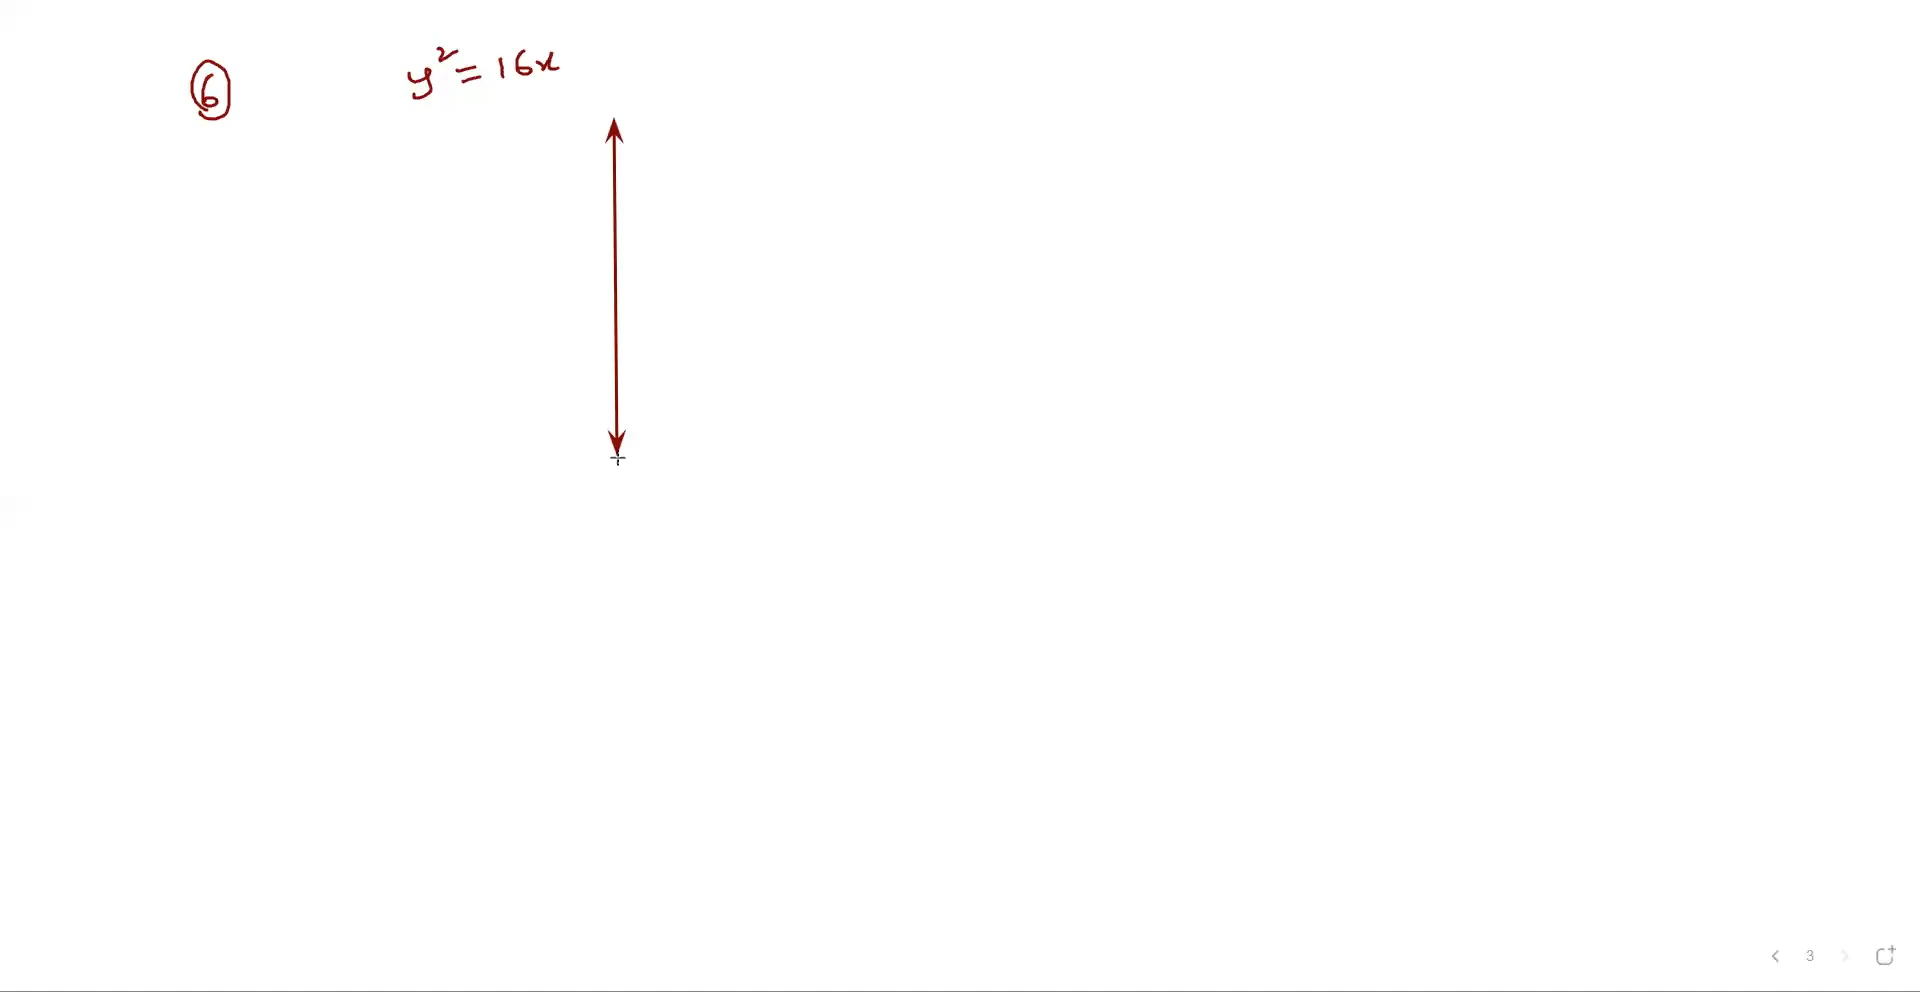 ⑥ y² = 16x
3